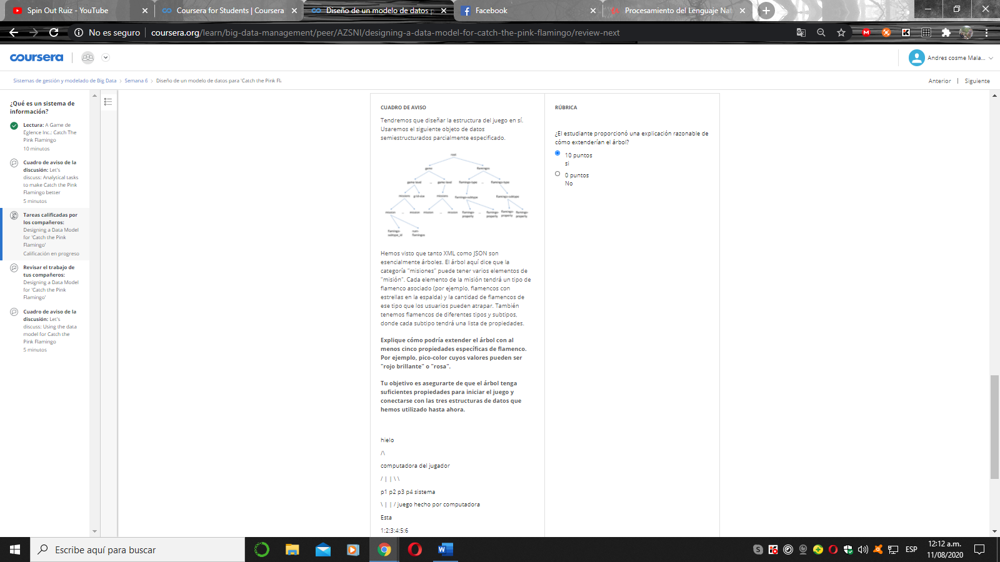 Spin Out Ruiz - YouTube
Coursera for Students | Coursera
Diseño de un modelo de datos p
Facebook
Procesamiento del Lenguaje Nat
No es seguro
coursera.org/learn/big-data-management/peer/AZSNI/designing-a-data-model-for-catch-the-pink-flamingo/review-next
coursera
Andres cosme Mala...
Sistemas de gestión y modelado de Big Data > Semana 6 > Diseño de un modelo de datos para 'Catch the Pink Fl
Anterior | Siguiente
¿Qué es un sistema de
información?
Lectura: A Game de
Eglence Inc.: Catch The
Pink Flamingo
10 minutos
Cuadro de aviso de la
discusión: Let's
discuss: Analytical tasks
to make Catch the Pink
Flamingo better
5 minutos
Tareas calificadas por
los compañeros:
Designing a Data Model
for 'Catch the Pink
Flamingo'
Calificación en progreso
Revisar el trabajo de
tus compañeros:
Designing a Data Model
for 'Catch the Pink
Flamingo'
Cuadro de aviso de la
discusión: Let's
discuss: Using the data
model for Catch the
Pink Flamingo
5 minutos
CUADRO DE AVISO
Tendremos que diseñar la estructura del juego en sí.
Usaremos el siguiente objeto de datos
semiestructurados parcialmente especificado.
root
game flamingos
game-level ... game-level flamingo-type ... flamingo-type
missions grid-size missions flamingo-subtype flamingo-subtype
mission ... mission mission ... mission flamingo-property ... flamingo-property flamingo-property flamingo-property
flamingo-subtype_id num-flamingos
Hemos visto que tanto XML como JSON son
esencialmente árboles. El árbol aquí dice que la
categoría "misiones" puede tener varios elementos de
"misión". Cada elemento de la misión tendrá un tipo de
flamenco asociado (por ejemplo, flamencos con
estrellas en la espalda) y la cantidad de flamencos de
ese tipo que los usuarios pueden atrapar. También
tenemos flamencos de diferentes tipos y subtipos,
donde cada subtipo tendrá una lista de propiedades.
Explique cómo podría extender el árbol con al
menos cinco propiedades específicas de flamenco.
Por ejemplo, pico-color cuyos valores pueden ser
"rojo brillante" o "rosa".
Tu objetivo es asegurarte de que el árbol tenga
suficientes propiedades para iniciar el juego y
conectarse con las tres estructuras de datos que
hemos utilizado hasta ahora.
hielo
/\
computadora del jugador
/ | | \ \
p1 p2 p3 p4 sistema
\ | | / juego hecho por computadora
Esta
1:2:3:4:5:6
RÚBRICA
¿El estudiante proporcionó una explicación razonable de
cómo extenderían el árbol?
10 puntos
si
0 puntos
No
Escribe aquí para buscar
ESP
12:12 a.m.
11/08/2020